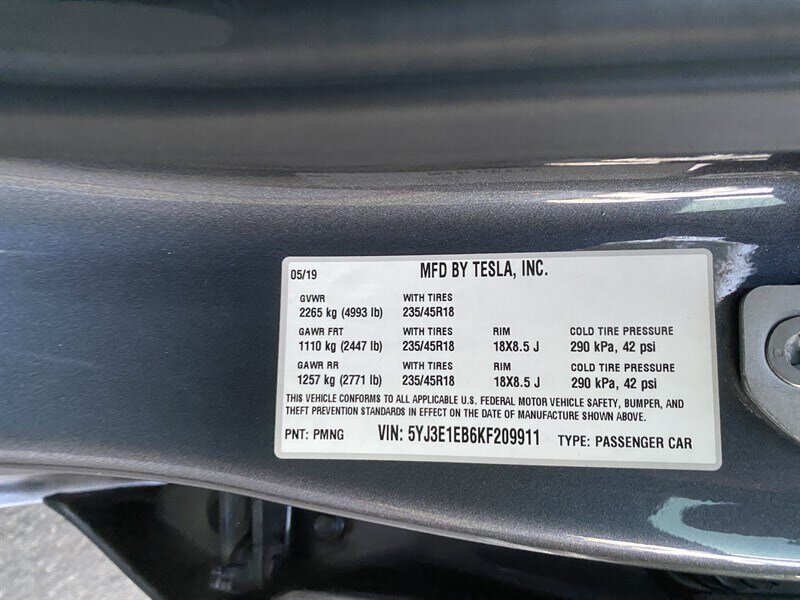 05/19 MFD BY TESLA, INC.
GVWR WITH TIRES
2265 kg (4993 lb) 235/45R18
GAWR FRT WITH TIRES RIM COLD TIRE PRESSURE
1110 kg (2447 lb) 235/45R18 18X8.5 J 290 kPa, 42 psi
GAWR RR WITH TIRES RIM COLD TIRE PRESSURE
1257 kg (2771 lb) 235/45R18 18X8.5 J 290 kPa, 42 psi
THIS VEHICLE CONFORMS TO ALL APPLICABLE U.S. FEDERAL MOTOR VEHICLE SAFETY, BUMPER, AND
THEFT PREVENTION STANDARDS IN EFFECT ON THE DATE OF MANUFACTURE SHOWN ABOVE.
PNT: PMNG VIN: 5YJ3E1EB6KF209911 TYPE: PASSENGER CAR